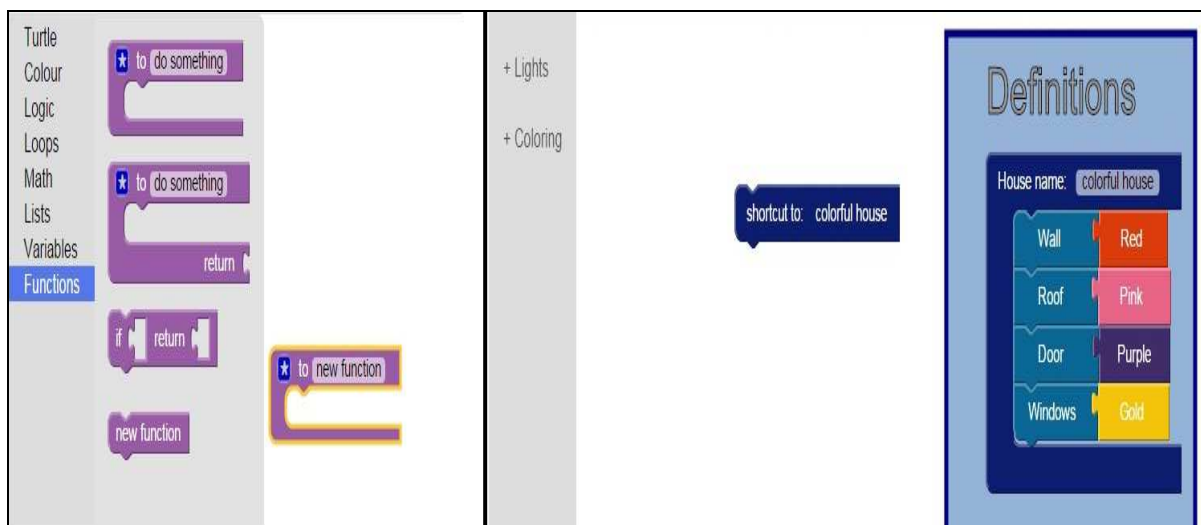 Turtle
Colour
Logic
Loops
Math
Lists
Variables
Functions
to do something
to do something
return
if return
new function
to new function
+ Lights
+ Coloring
shortcut to: colorful house
Definitions
House name: colorful house
Wall Red
Roof Pink
Door Purple
Windows Gold